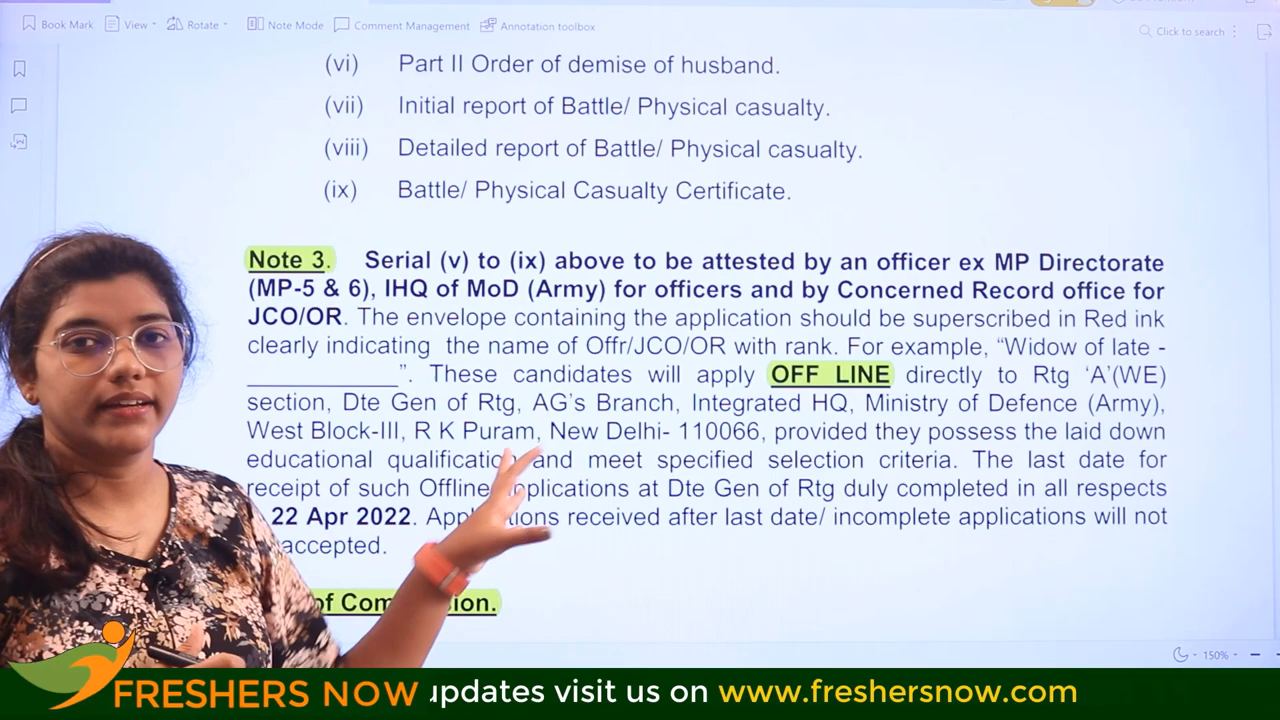 Book Mark View Rotate Note Mode Comment Management Annotation toolbox
Click to search
(vi) Part II Order of demise of husband.
(vii) Initial report of Battle/ Physical casualty.
(viii) Detailed report of Battle/ Physical casualty.
(ix) Battle/ Physical Casualty Certificate.
Note 3. Serial (v) to (ix) above to be attested by an officer ex MP Directorate
(MP-5 & 6), IHQ of MoD (Army) for officers and by Concerned Record office for
JCO/OR. The envelope containing the application should be superscribed in Red ink
clearly indicating the name of Offr/JCO/OR with rank. For example, “Widow of late -
____________”. These candidates will apply OFF LINE directly to Rtg ‘A’(WE)
section, Dte Gen of Rtg, AG's Branch, Integrated HQ, Ministry of Defence (Army),
West Block-III, R K Puram, New Delhi- 110066, provided they possess the laid down
educational qualification and meet specified selection criteria. The last date for
receipt of such Offline applications at Dte Gen of Rtg duly completed in all respects
22 Apr 2022. Applications received after last date/ incomplete applications will not
accepted.
of
150%
FRESHERS NOW updates visit us on www.freshersnow.com